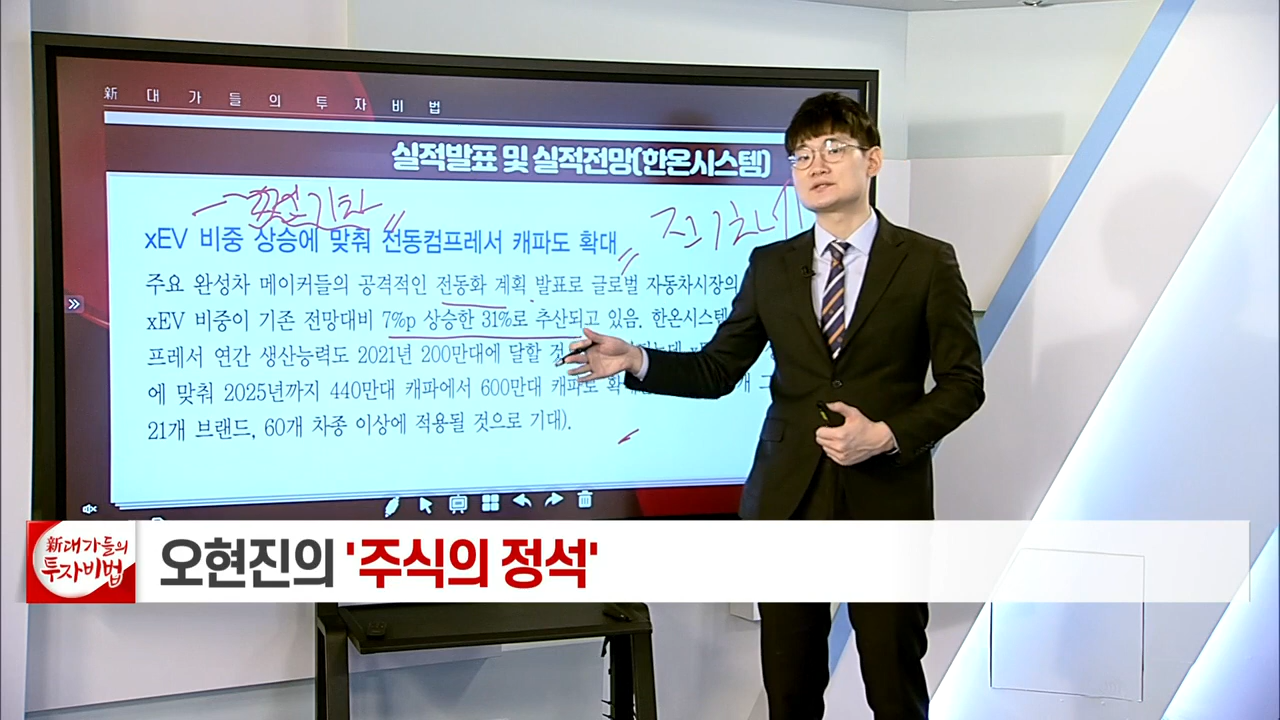 新 대 가 들 의 투 자 비 법
실적발표 및 실적전망(한온시스템)
xEV 비중 상승에 맞춰 전동컴프레서 캐파도 확대
주요 완성차 메이커들의 공격적인 전동화 계획 발표로 글로벌 자동차시장의
xEV 비중이 기존 전망대비 7%p 상승한 31%로 추산되고 있음. 한온시스템
프레서 연간 생산능력도 2021년 200만대에 달할
에 맞춰 2025년까지 440만대 캐파에서 600만대 캐파로
21개 브랜드, 60개 차종 이상에 적용될 것으로 기대).
新대가들의
투자비법
오현진의 '주식의 정석'